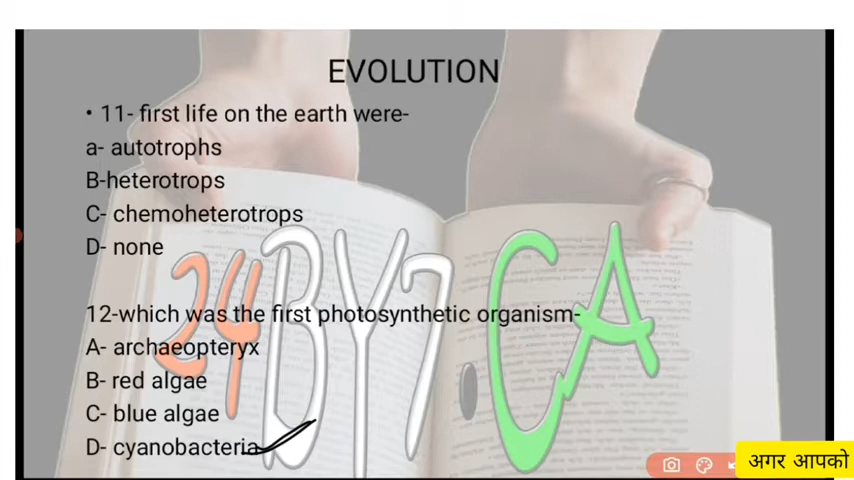 EVOLUTION
• 11- first life on the earth were-
a- autotrophs
B-heterotrops
C- chemoheterotrops
D- none
24BY7.CA
12-which was the first photosynthetic organism-
A- archaeopteryx
B- red algae
C- blue algae
D- cyanobacteria
अगर आपको